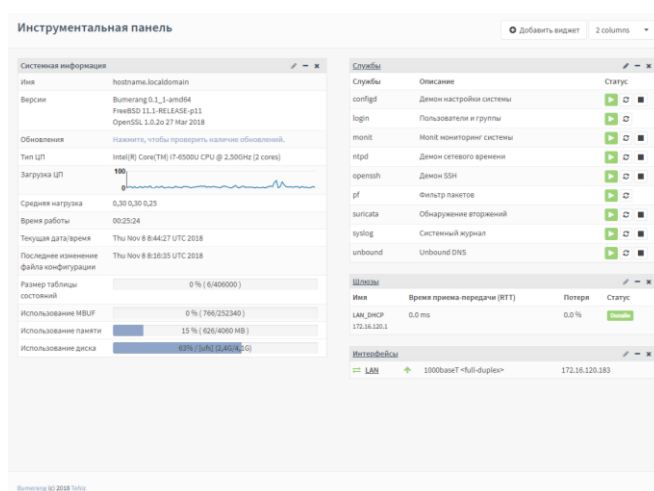 Инструментальная панель
Добавить виджет
2 columns
Системная информация
Имя hostname.localdomain
Версии Bumerang 0.1_1-amd64
FreeBSD 11.1-RELEASE-p11
OpenSSL 1.0.2o 27 Mar 2018
Обновления Нажмите, чтобы проверить наличие обновлений.
Тип ЦП Intel(R) Core(TM) i7-6500U CPU @ 2.50GHz (2 cores)
Загрузка ЦП 100
0
Средняя нагрузка 0,30 0,30 0,25
Время работы 00:25:24
Текущая дата/время Thu Nov 8 8:44:27 UTC 2018
Последнее изменение файла конфигурации Thu Nov 8 8:16:35 UTC 2018
Размер таблицы состояний 0 % ( 6/406000 )
Использование MBUF 0 % ( 766/252340 )
Использование памяти 15 % ( 626/4060 MB )
Использование диска 63% / [ufs] (2,4G/4,1G)
Службы
Службы Описание Статус
configd Демон настройки системы
login Пользователи и группы
monit Monit мониторинг системы
ntpd Демон сетевого времени
openssh Демон SSH
pf Фильтр пакетов
suricata Обнаружение вторжений
syslog Системный журнал
unbound Unbound DNS
Шлюзы
Имя Время приема-передачи (RTT) Потеря Статус
LAN_DHCP 0.0 ms 0.0 % Онлайн
172.16.120.1
Интерфейсы
LAN 1000baseT <full-duplex> 172.16.120.183
Bumerang (c) 2018